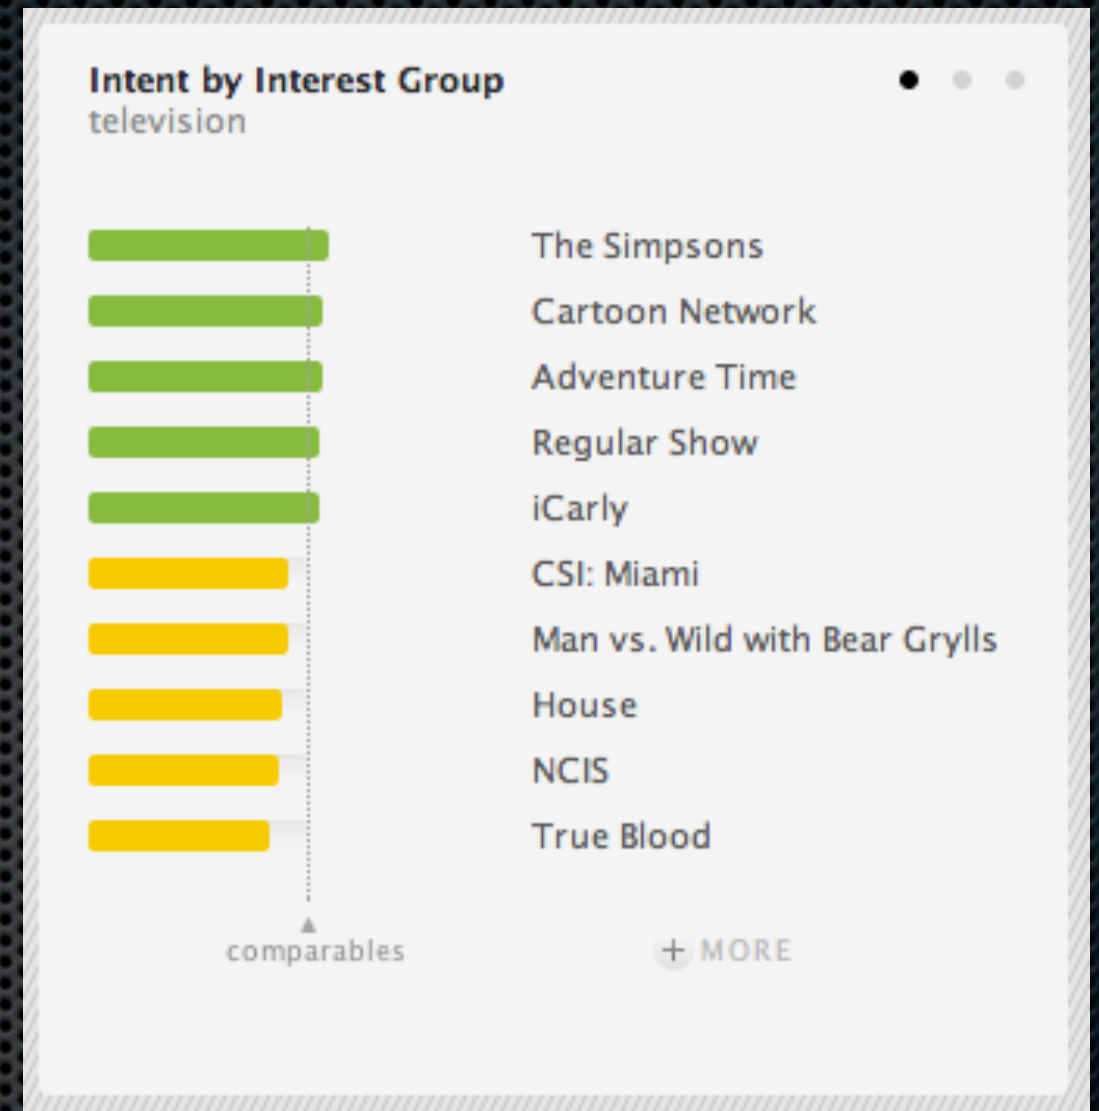 Intent by Interest Group
television
The Simpsons
Cartoon Network
Adventure Time
Regular Show
iCarly
CSI: Miami
Man vs. Wild with Bear Grylls
House
NCIS
True Blood
comparables
+ MORE